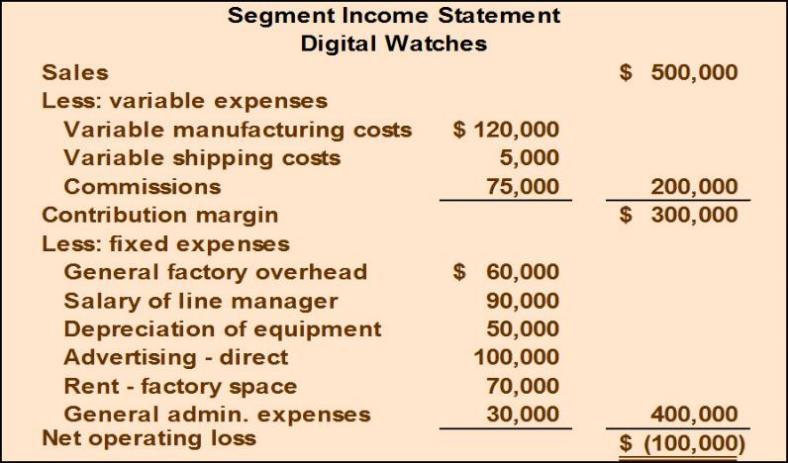 Segment Income Statement
Digital Watches
Sales $ 500,000
Less: variable expenses
Variable manufacturing costs $ 120,000
Variable shipping costs 5,000
Commissions 75,000 200,000
Contribution margin $ 300,000
Less: fixed expenses
General factory overhead $ 60,000
Salary of line manager 90,000
Depreciation of equipment 50,000
Advertising - direct 100,000
Rent - factory space 70,000
General admin. expenses 30,000 400,000
Net operating loss $ (100,000)